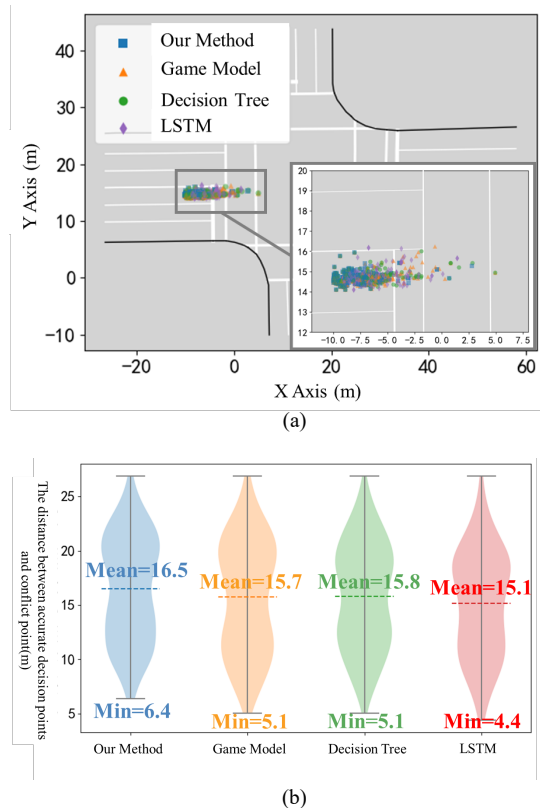 40
30
20
10
0
−10
Y Axis (m)
Our Method
Game Model
Decision Tree
LSTM
20
19
18
17
16
15
14
13
12
-10.0 -7.5 -5.0 -2.5 0.0 2.5 5.0 7.5
−20 0 20 40 60
X Axis (m)
(a)
The distance between accurate decision points
and conflict point(m)
25
20
15
10
5
Mean=16.5 Mean=15.7 Mean=15.8 Mean=15.1
Min=6.4 Min=5.1 Min=5.1 Min=4.4
Our Method Game Model Decision Tree LSTM
(b)